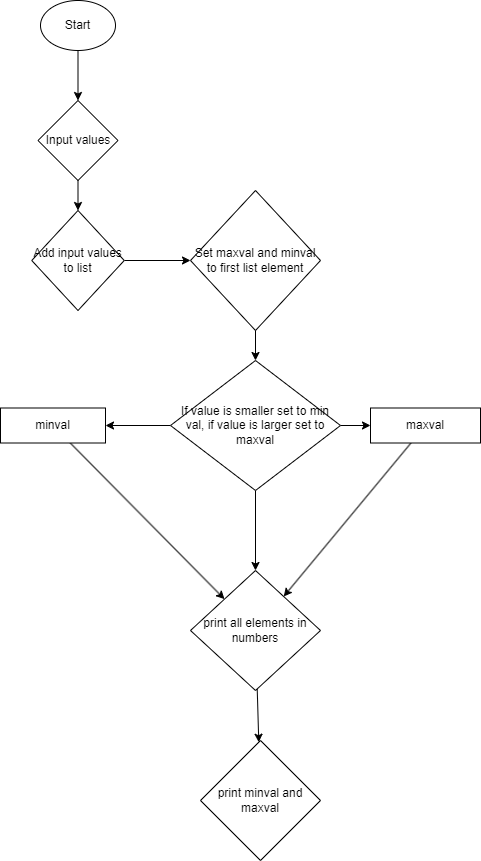 Start
Input values
Add input values
to list
Set maxval and minval
to first list element
If value is smaller set to min
val, if value is larger set to
maxval
minval
maxval
print all elements in
numbers
print minval and
maxval